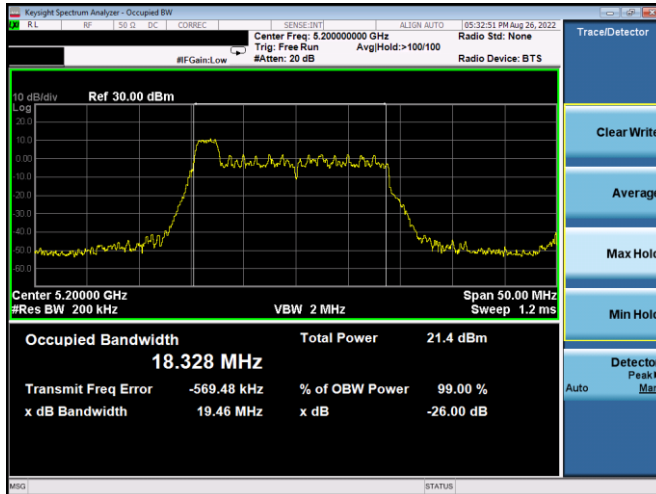 Keysight Spectrum Analyzer - Occupied BW
RL RF 50 Ω DC CORREC SENSE:INT ALIGN AUTO 05:32:51 PM Aug 26, 2022
Center Freq: 5.200000000 GHz Radio Std: None
Trig: Free Run Avg|Hold:>100/100
#IFGain:Low #Atten: 20 dB Radio Device: BTS
Trace/Detector
10 dB/div Ref 30.00 dBm
Log
20.0
10.0
0.00
-10.0
-20.0
-30.0
-40.0
-50.0
-60.0
Center 5.20000 GHz Span 50.00 MHz
#Res BW 200 kHz VBW 2 MHz Sweep 1.2 ms
Occupied Bandwidth Total Power 21.4 dBm
18.328 MHz
Transmit Freq Error -569.48 kHz % of OBW Power 99.00 %
x dB Bandwidth 19.46 MHz x dB -26.00 dB
Clear Write
Average
Max Hold
Min Hold
Detector
Peak
Auto Man
MSG STATUS